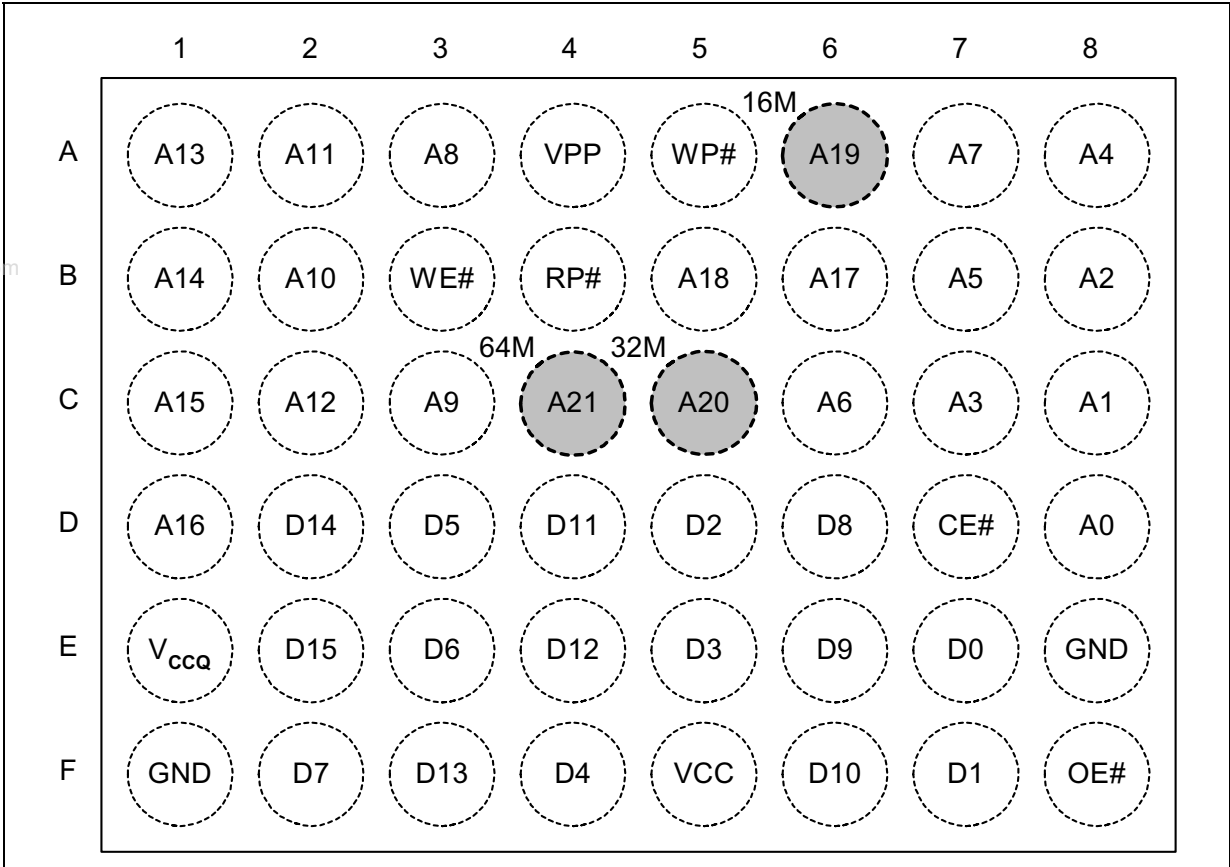 1 2 3 4 5 6 7 8
16M
A A13 A11 A8 VPP WP# A19 A7 A4
m
B A14 A10 WE# RP# A18 A17 A5 A2
64M 32M
C A15 A12 A9 A21 A20 A6 A3 A1
D A16 D14 D5 D11 D2 D8 CE# A0
E VCCQ D15 D6 D12 D3 D9 D0 GND
F GND D7 D13 D4 VCC D10 D1 OE#